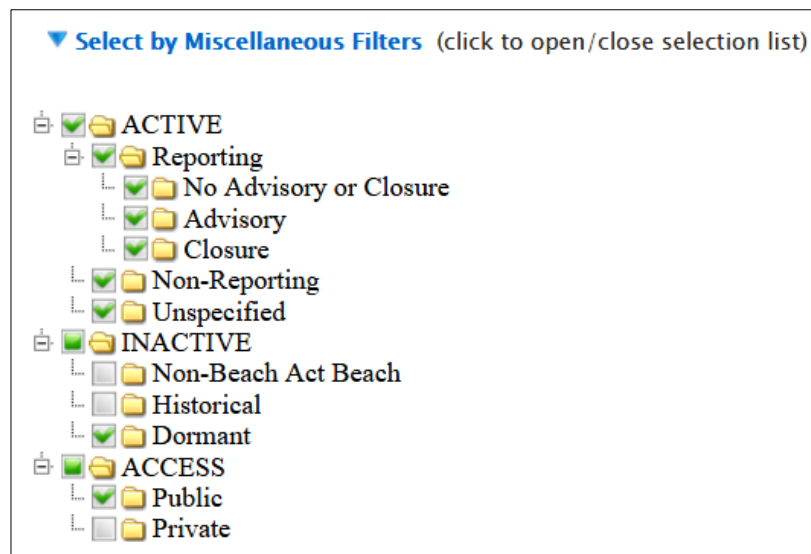 Select by Miscellaneous Filters (click to open/close selection list)
ACTIVE
Reporting
No Advisory or Closure
Advisory
Closure
Non-Reporting
Unspecified
INACTIVE
Non-Beach Act Beach
Historical
Dormant
ACCESS
Public
Private